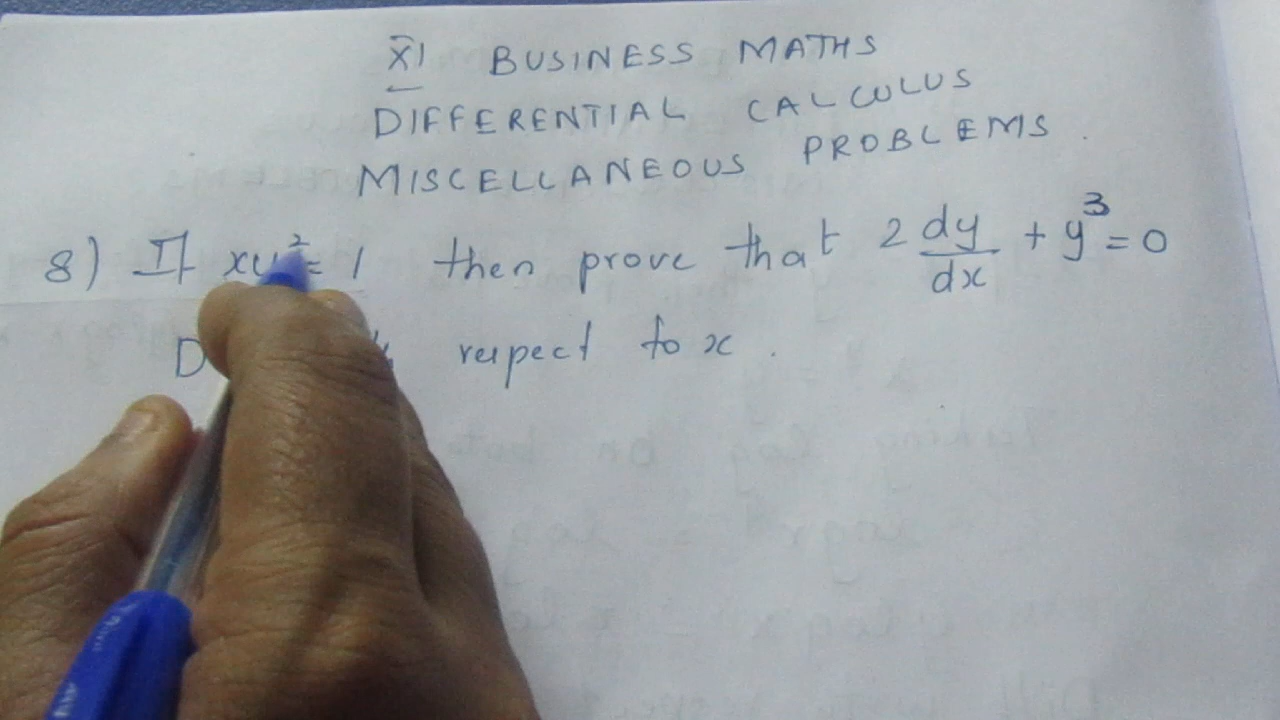 XI BUSINESS MATHS
DIFFERENTIAL CALCULUS
MISCELLANEOUS PROBLEMS.
8) If xy² = 1 then prove that 2 dy/dx + y³ = 0
respect to x.